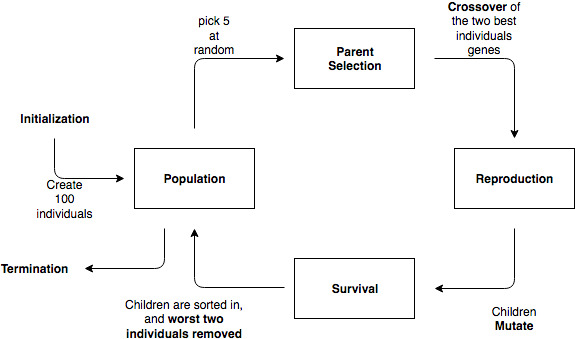 pick 5
at
random
Parent
Selection
Crossover of
the two best
individuals
genes
Initialization
Create
100
individuals
Population
Reproduction
Termination
Children are sorted in,
and worst two
individuals removed
Survival
Children
Mutate